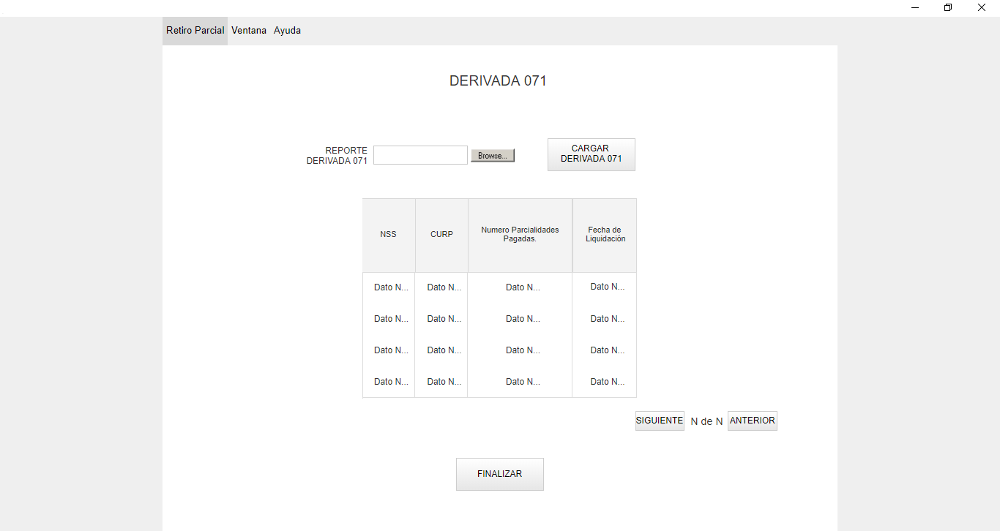 Retiro Parcial Ventana Ayuda
DERIVADA 071
REPORTE
DERIVADA 071
Browse...
CARGAR
DERIVADA 071
NSS CURP Numero Parcialidades Pagadas. Fecha de Liquidación
Dato N... Dato N... Dato N... Dato N...
Dato N... Dato N... Dato N... Dato N...
Dato N... Dato N... Dato N... Dato N...
Dato N... Dato N... Dato N... Dato N...
SIGUIENTE N de N ANTERIOR
FINALIZAR